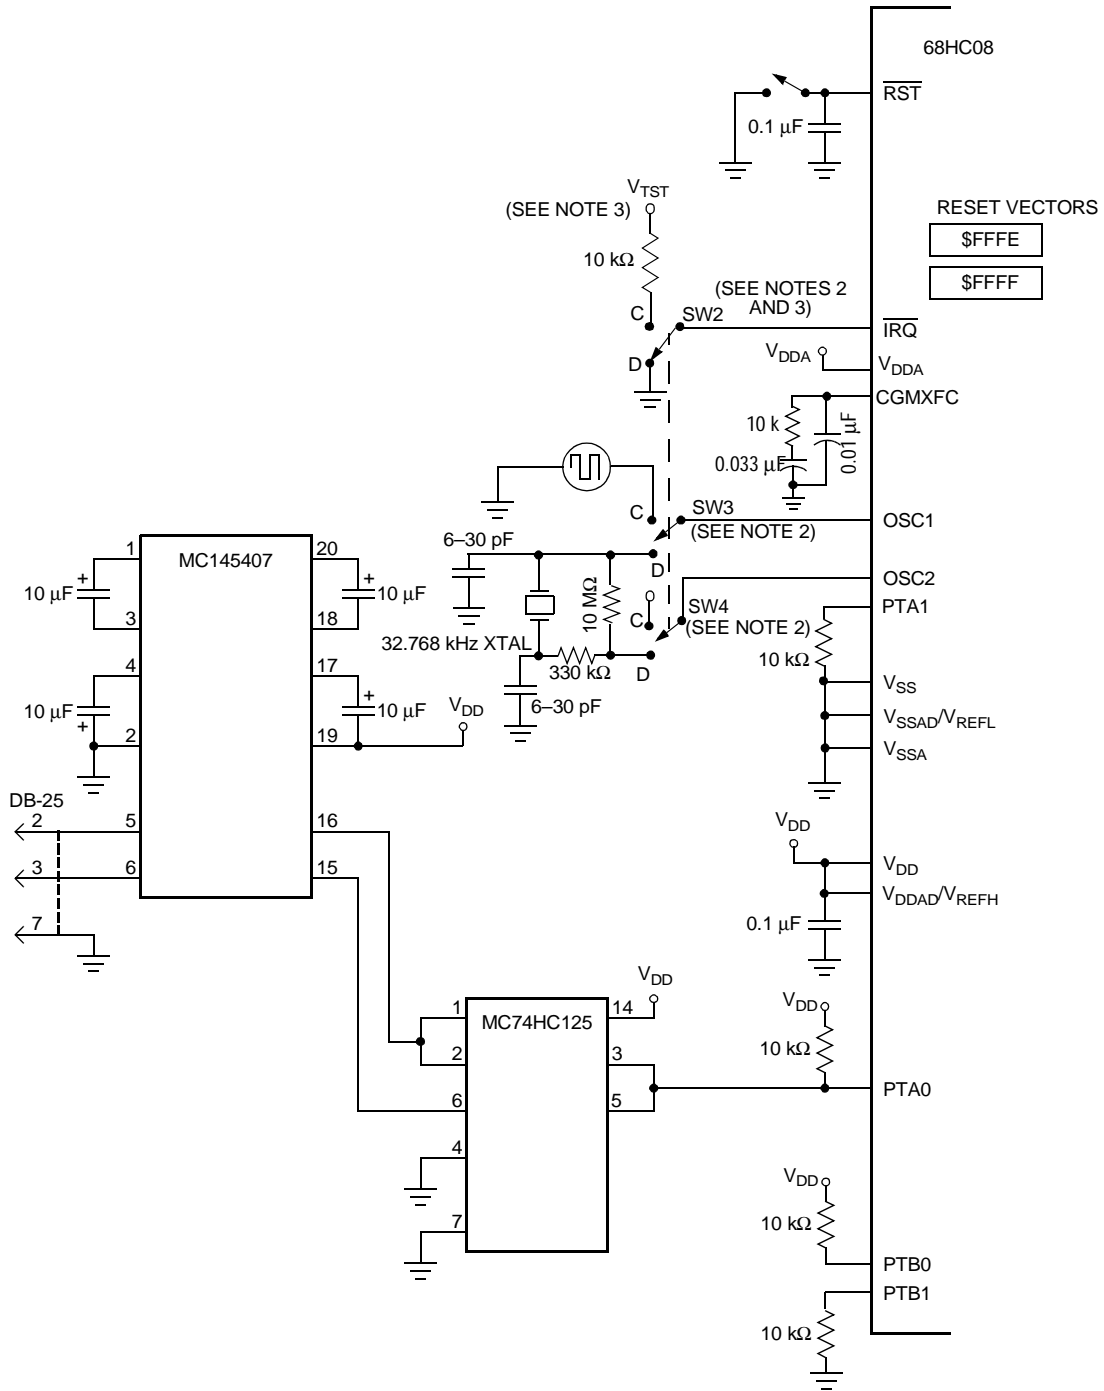 68HC08
RST
0.1 µF
VTST
(SEE NOTE 3)
RESET VECTORS
$FFFE
10 kΩ
$FFFF
(SEE NOTES 2
AND 3)
C
SW2
IRQ
VDDA
D
VDDA
CGMXFC
10 k
0.01 µF
0.033 µF
C
SW3
OSC1
(SEE NOTE 2)
6–30 pF
D
MC145407
1
20
10 µF
+
+
10 µF
3
18
OSC2
10 MΩ
SW4
PTA1
C
(SEE NOTE 2)
32.768 kHz XTAL
330 kΩ
D
10 kΩ
4
17
VSS
10 µF
+
+
10 µF
VDD
6–30 pF
VSSAD/VREFL
2
19
VSSA
DB-25
2
5
16
VDD
3
6
15
VDD
VDDAD/VREFH
7
0.1 µF
VDD
1
MC74HC125
14
VDD
2
3
10 kΩ
6
5
PTA0
4
VDD
7
10 kΩ
PTB0
PTB1
10 kΩ